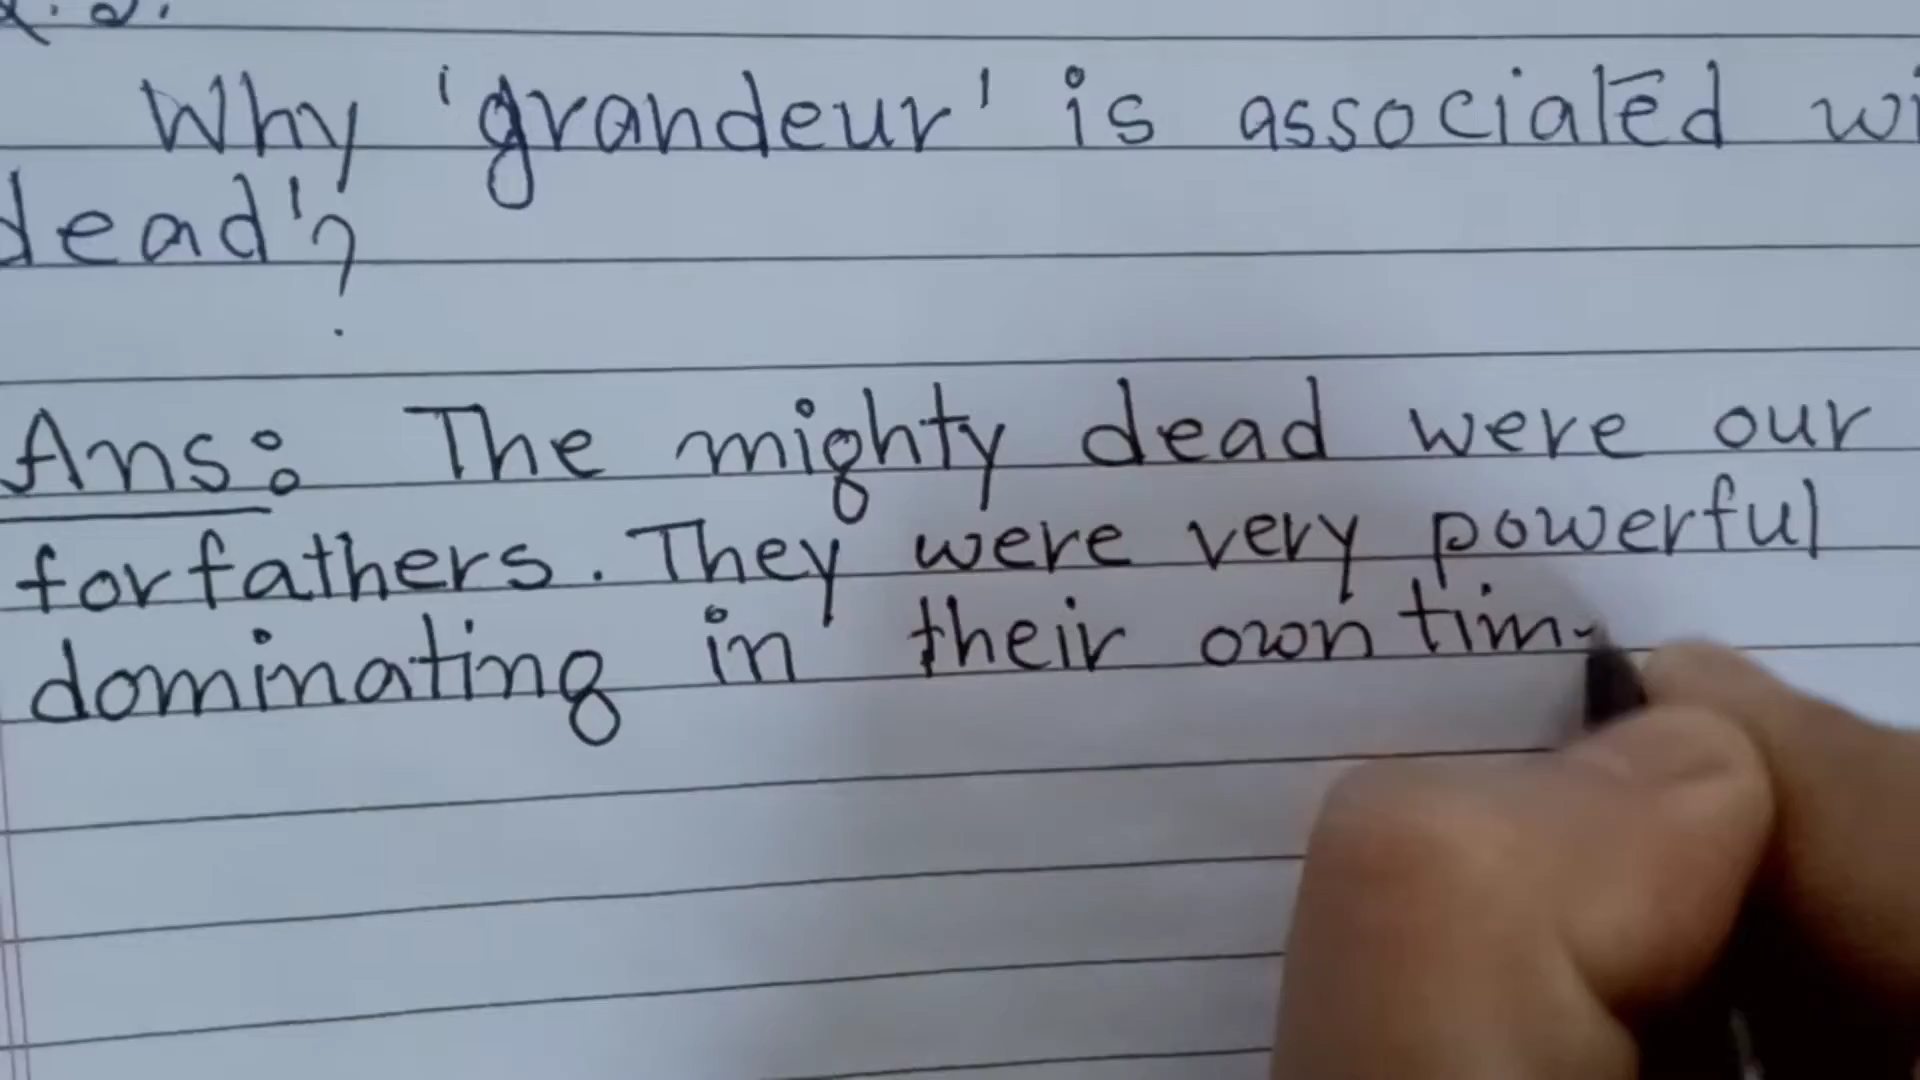 Why 'grandeur' is associated wi
dead'?
Ans: The mighty dead were our
forfathers. They were very powerful
dominating in their own tim